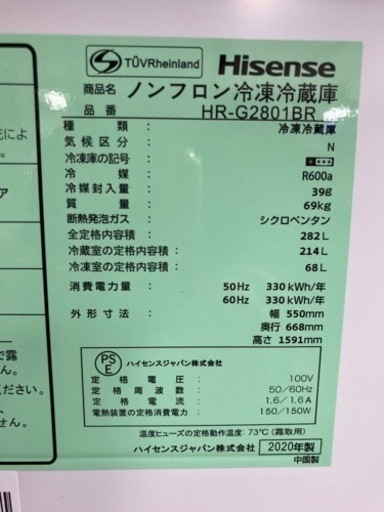 TÜVRheinland Hisense
商品名 ノンフロン冷凍冷蔵庫
品番 HR-G2801BR
種類: 冷凍冷蔵庫
気候区分: N
冷凍庫の記号:
冷媒: R600a
冷媒封入量: 39g
質量: 69kg
断熱発泡ガス: シクロペンタン
全定格内容積: 282L
冷蔵室の定格内容積: 214L
冷凍室の定格内容積: 68L
消費電力量: 50Hz 330kWh/年
60Hz 330kWh/年
外形寸法: 幅 550mm
奥行 668mm
高さ 1591mm
PSE ハイセンスジャパン株式会社
定格電圧: 100V
定格周波数: 50/60Hz
定格電流: 1.6/1.6A
電熱装置の定格消費電力: 150/150W
温度ヒューズの定格動作温度: 73℃(霜取用)
ハイセンスジャパン株式会社 2020年製
中国製
で露
ん。
ださい。
ません。